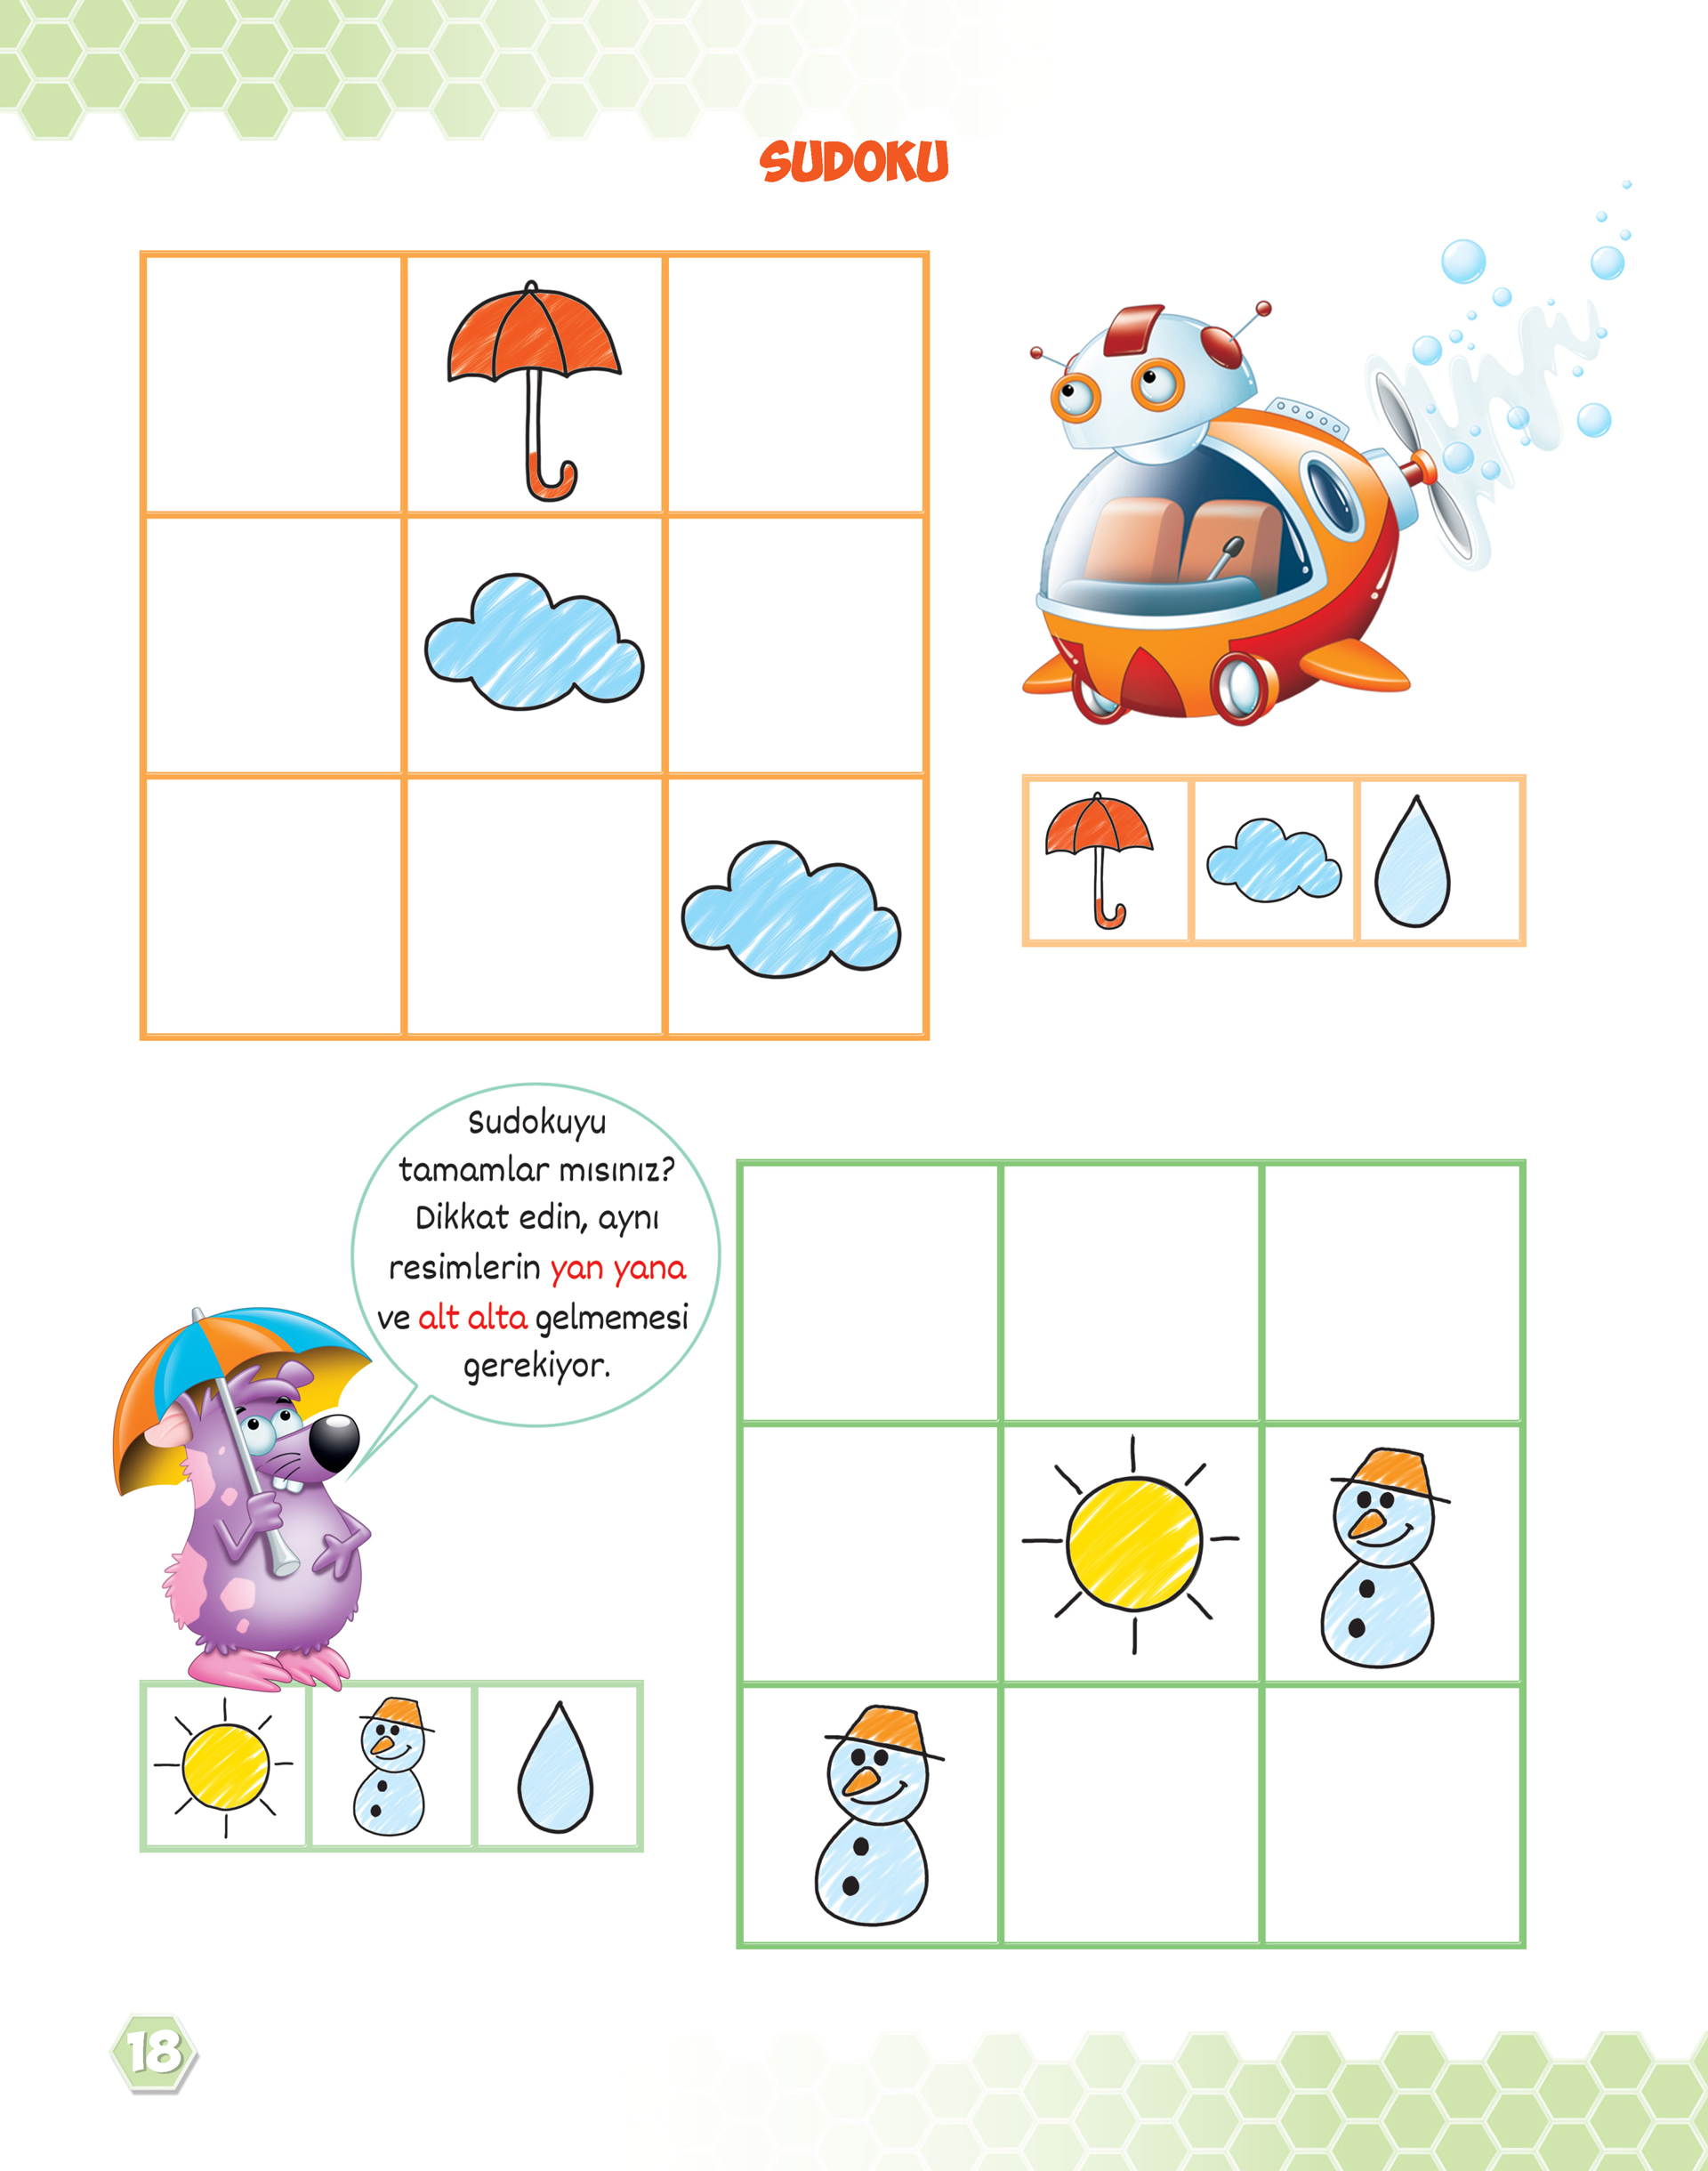 SUDOKU
Sudokuyu
tamamlar mısınız?
Dikkat edin, aynı
resimlerin yan yana
ve alt alta gelmemesi
gerekiyor.
18